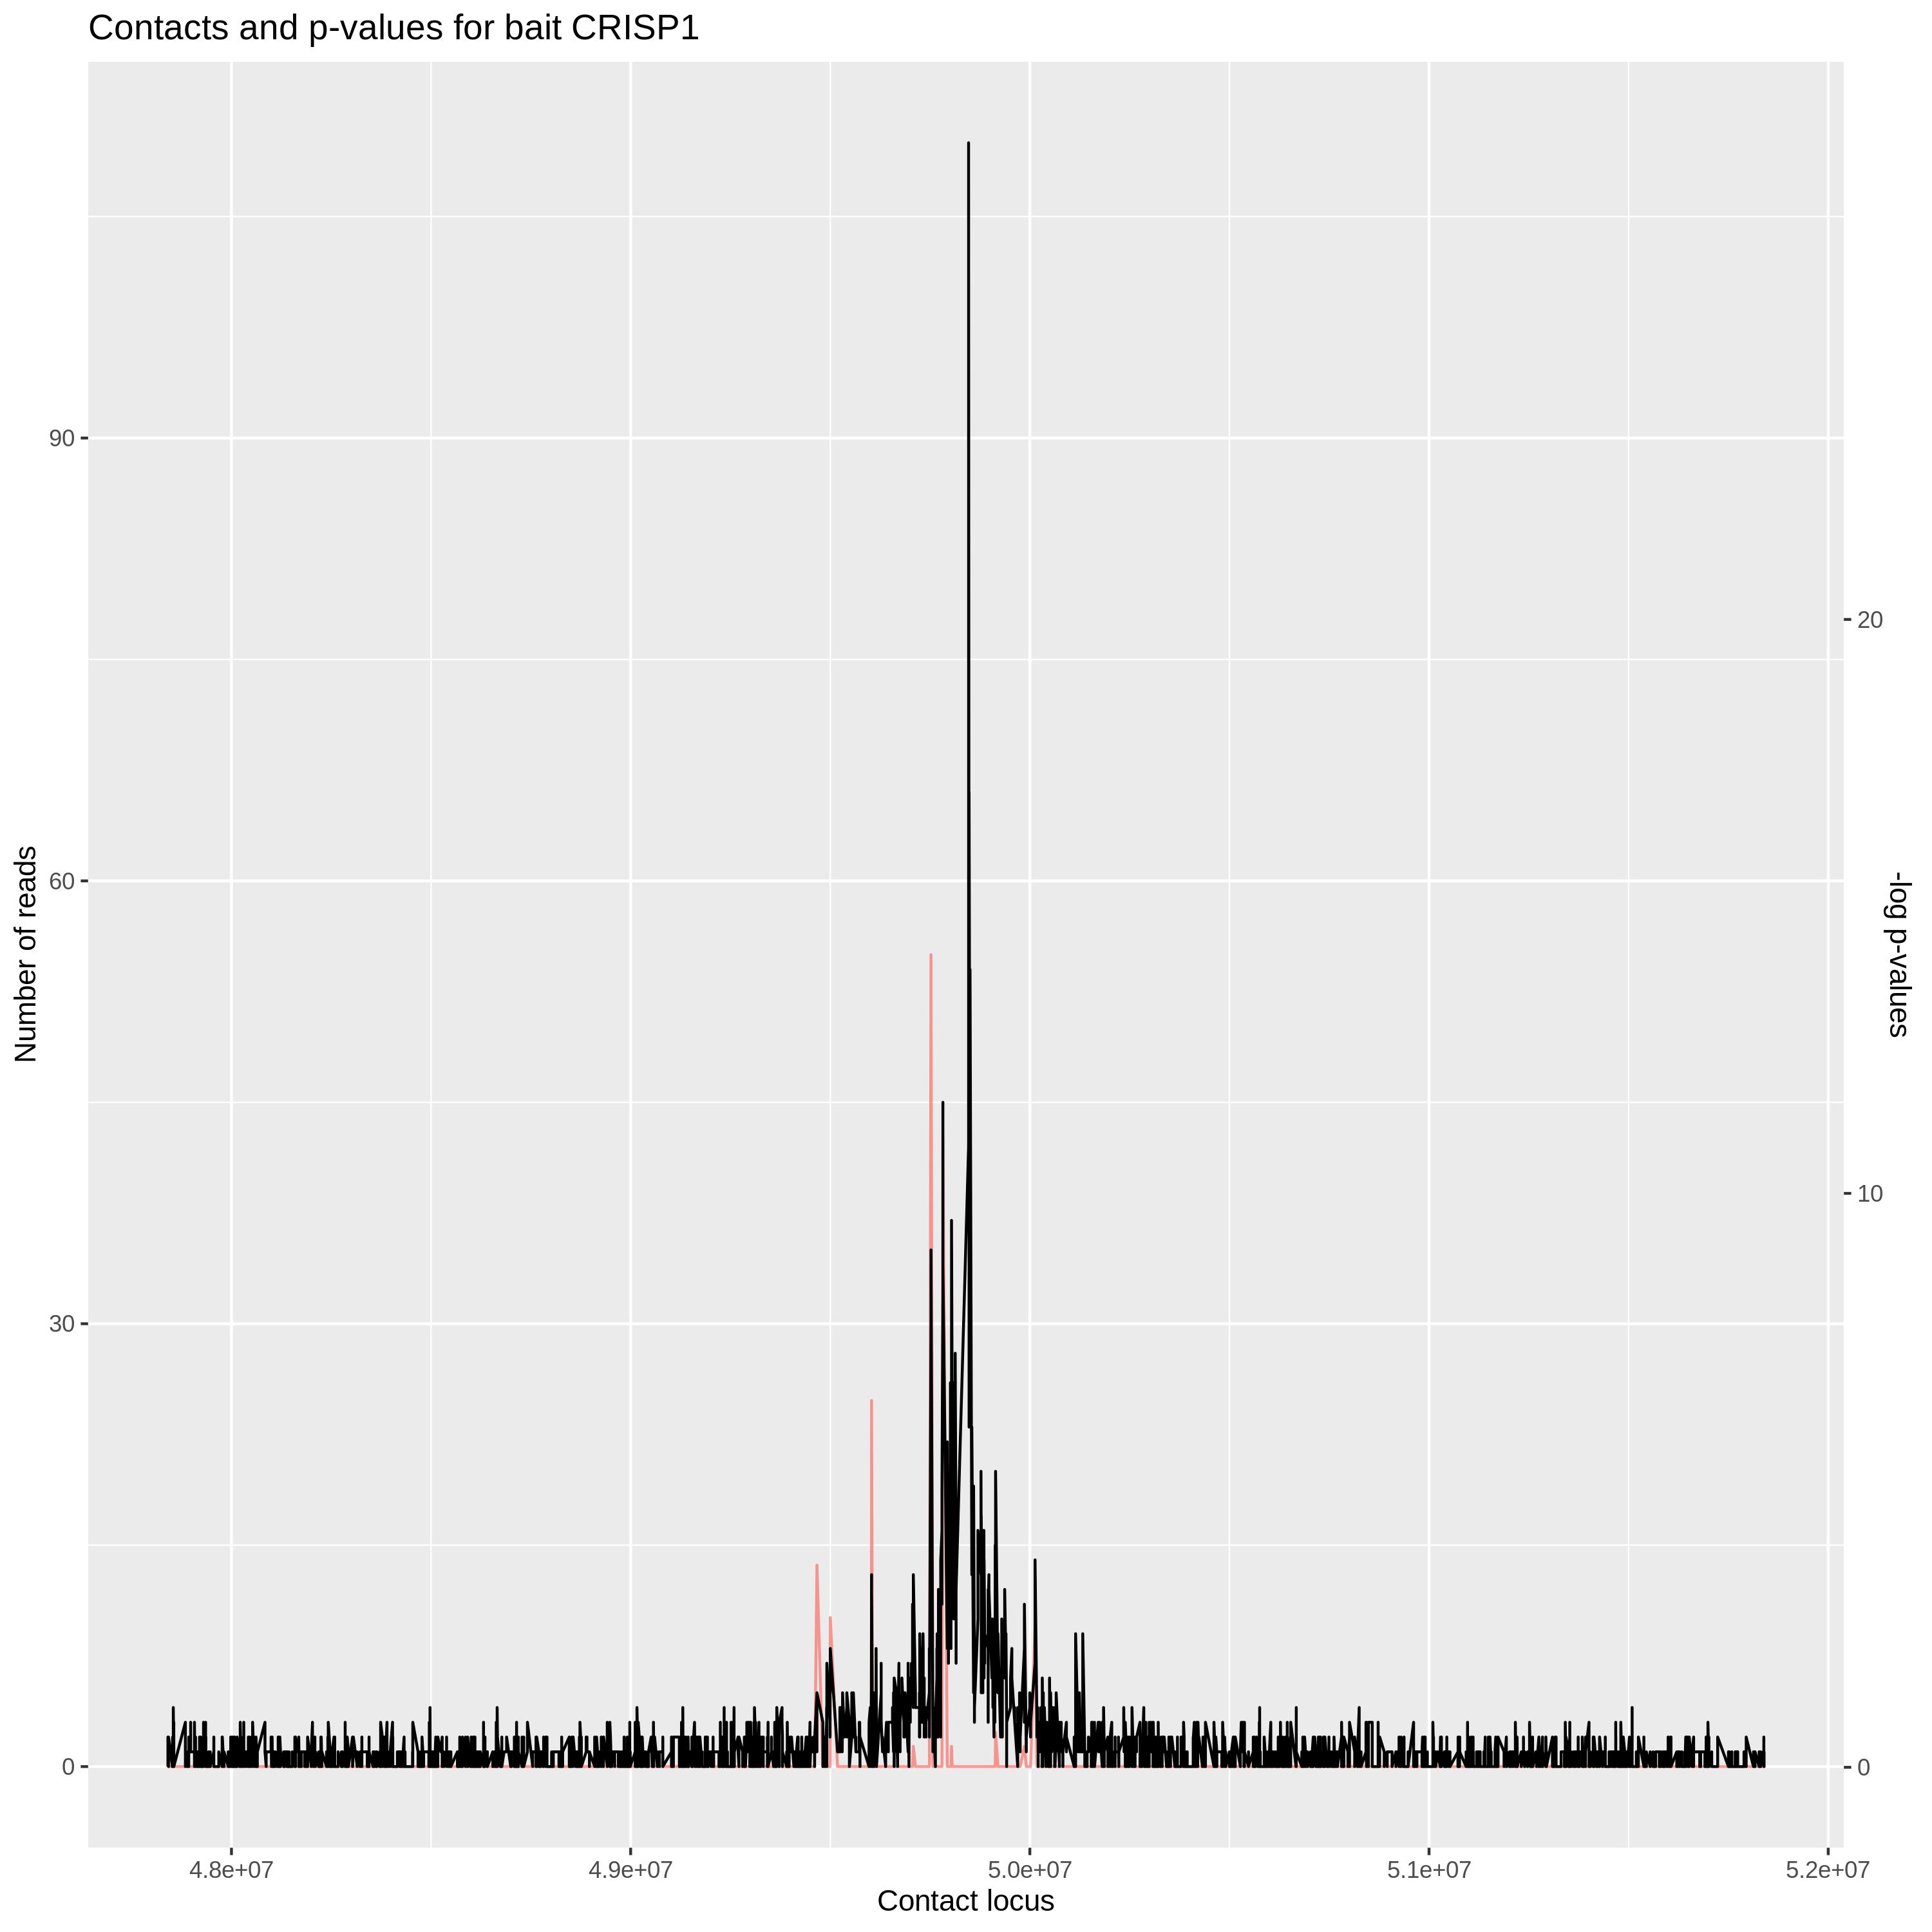 Contacts and p-values for bait CRISP1
90
60
30
0
Number of reads
20
10
0
-log p-values
4.8e+07
4.9e+07
5.0e+07
5.1e+07
5.2e+07
Contact locus